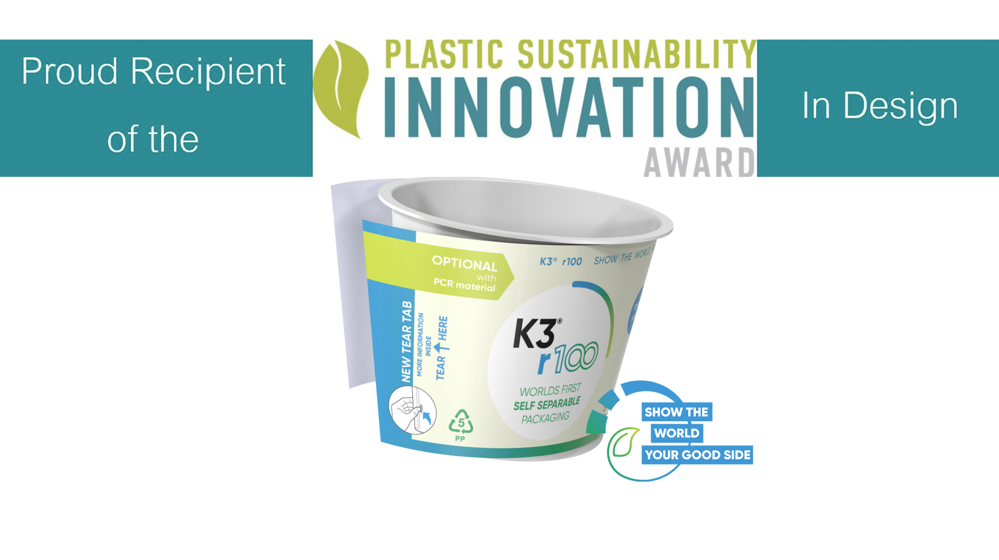 Proud Recipient
of the
PLASTIC SUSTAINABILITY
INNOVATION
AWARD
In Design
OPTIONAL
with
PCR material
K3® r100 SHOW THE WORLD
NEW TEAR TAB
MORE INFORMATION
INSIDE
TEAR HERE
K3®
r100
WORLDS FIRST
SELF SEPARABLE
PACKAGING
5
PP
SHOW THE
WORLD
YOUR GOOD SIDE